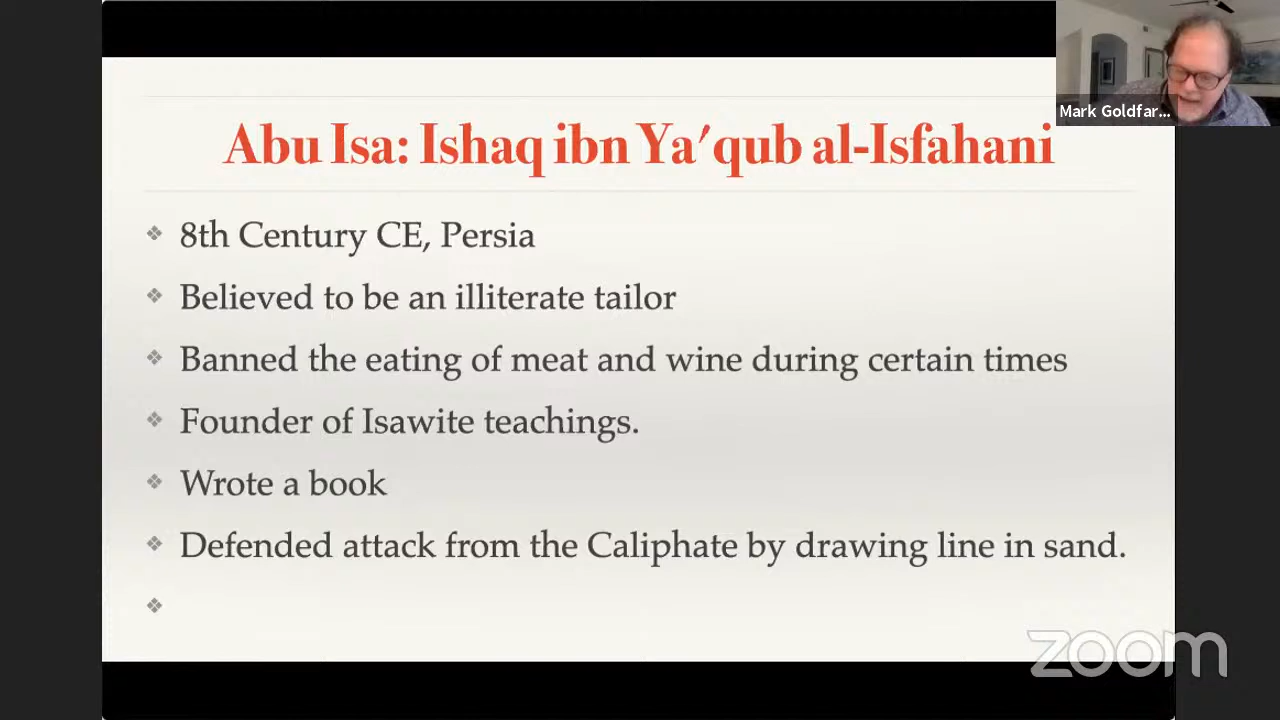 Mark Goldfar...
Abu Isa: Ishaq ibn Ya′qub al-Isfahani
8th Century CE, Persia
Believed to be an illiterate tailor
Banned the eating of meat and wine during certain times
Founder of Isawite teachings.
Wrote a book
Defended attack from the Caliphate by drawing line in sand.
zoom